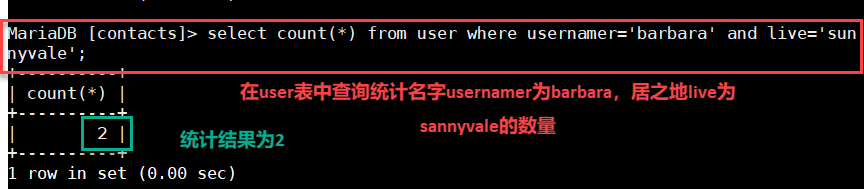 MariaDB [contacts]> select count(*) from user where usernamer='barbara' and live='sun
nyvale';
+----------+
| count(*) |
+----------+
|        2 |
+----------+
1 row in set (0.00 sec)
在user表中查询统计名字usernamer为barbara，居之地live为
sannyvale的数量
统计结果为2